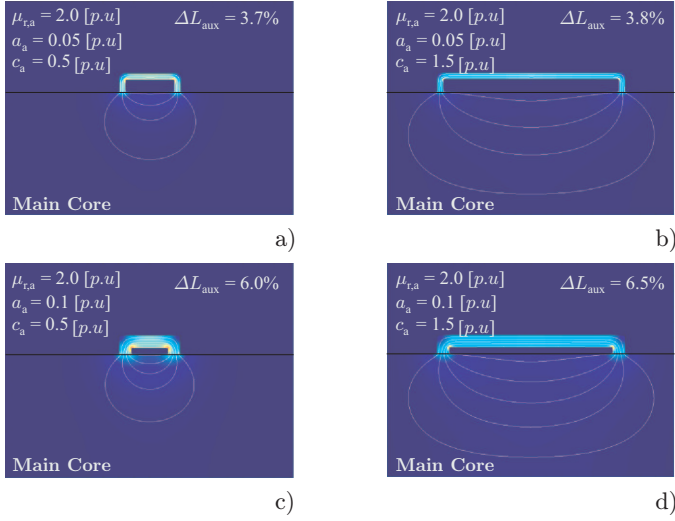 μr,a = 2.0 [p.u] ΔLaux = 3.7%
aa = 0.05 [p.u]
ca = 0.5 [p.u]
Main Core
a)
μr,a = 2.0 [p.u] ΔLaux = 3.8%
aa = 0.05 [p.u]
ca = 1.5 [p.u]
Main Core
b)
μr,a = 2.0 [p.u] ΔLaux = 6.0%
aa = 0.1 [p.u]
ca = 0.5 [p.u]
Main Core
c)
μr,a = 2.0 [p.u] ΔLaux = 6.5%
aa = 0.1 [p.u]
ca = 1.5 [p.u]
Main Core
d)